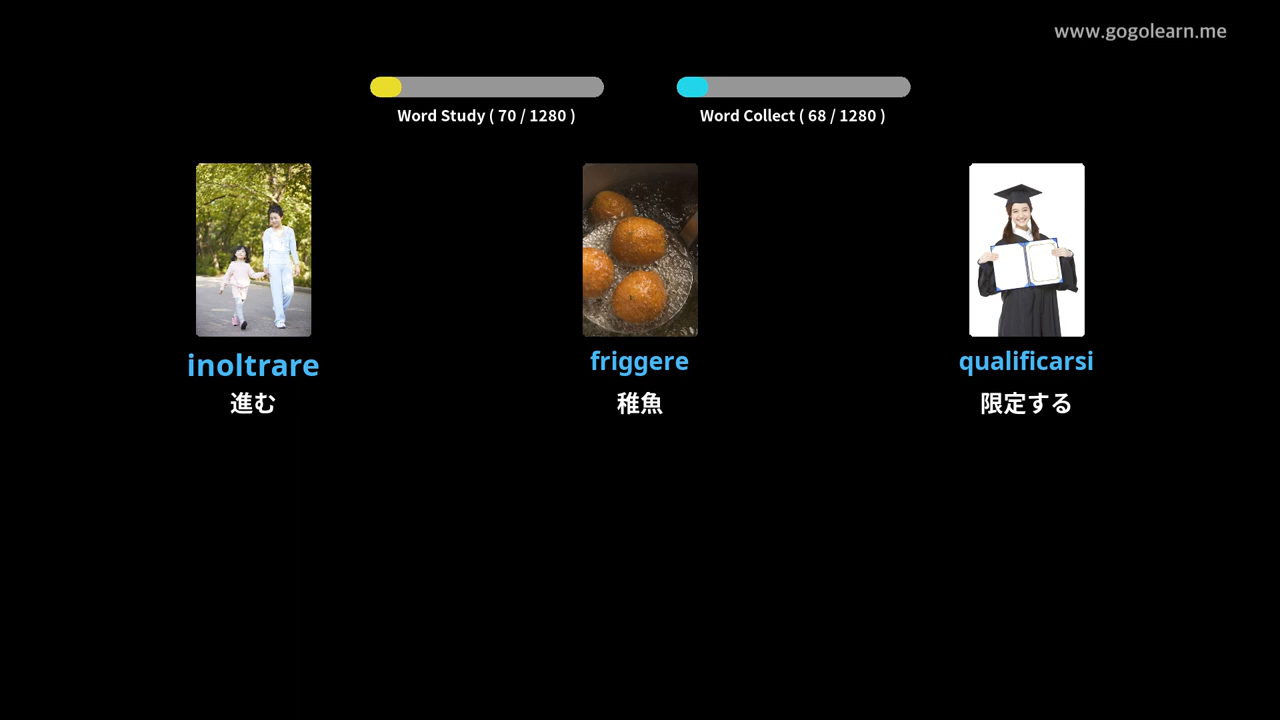 www.gogolearn.me
Word Study ( 70 / 1280 )
Word Collect ( 68 / 1280 )
inoltrare
進む
friggere
稚魚
qualificarsi
限定する